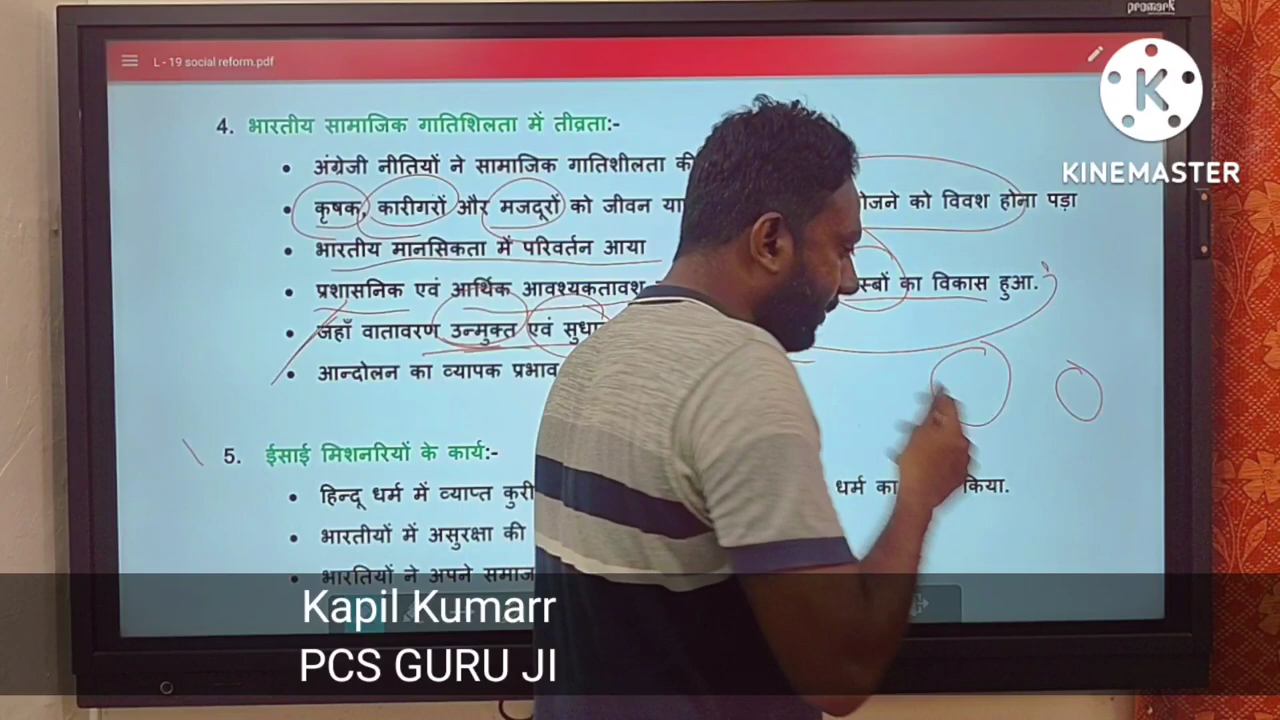 promark
L - 19 social reform.pdf
KINEMASTER
4. भारतीय सामाजिक गातिशिलता में तीव्रता:-
• अंग्रेजी नीतियों ने सामाजिक गातिशीलता की
• कृषक, कारीगरों और मजदूरों को जीवन को विवश होना पड़ा
• भारतीय मानसिकता में परिवर्तन आया
• प्रशासनिक एवं आर्थिक आवश्यकतावश का विकास हुआ.
• जहाँ वातावरण उन्मुक्त एवं
• आन्दोलन का व्यापक प्रभाव
5. ईसाई मिशनरियों के कार्य:-
• हिन्दू धर्म में व्याप्त धर्म का किया.
• भारतीयों में असुरक्षा की
• भारतियों ने अपने समाज
Kapil Kumarr
PCS GURU JI